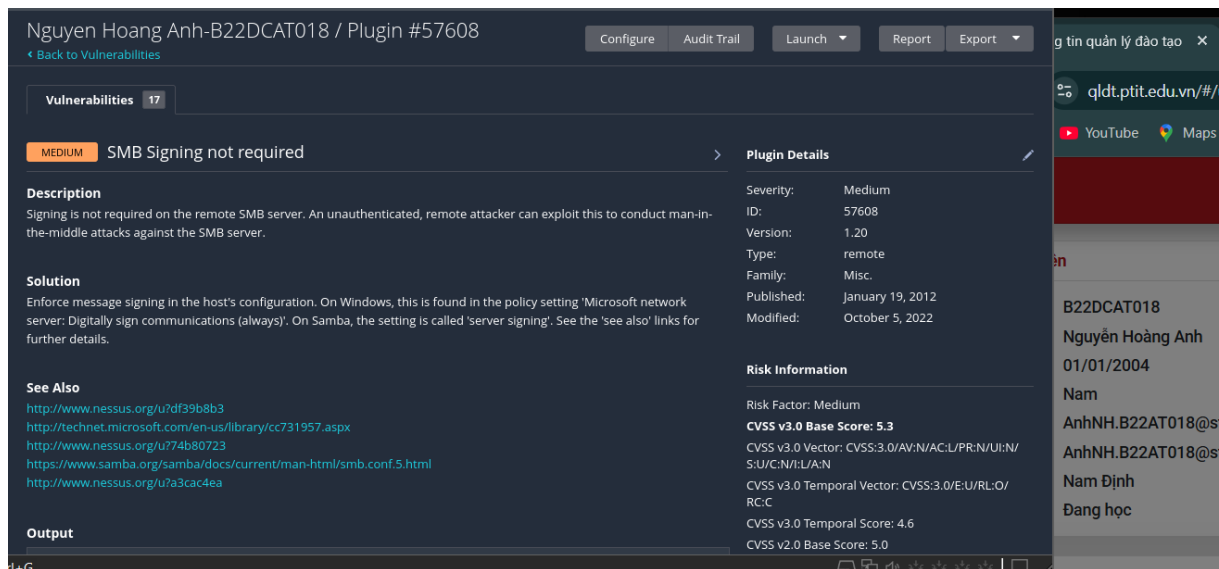 Nguyen Hoang Anh-B22DCAT018 / Plugin #57608
Configure
Audit Trail
Launch
Report
Export
< Back to Vulnerabilities
Vulnerabilities 17
MEDIUM SMB Signing not required
Description
Signing is not required on the remote SMB server. An unauthenticated, remote attacker can exploit this to conduct man-in-
the-middle attacks against the SMB server.
Solution
Enforce message signing in the host's configuration. On Windows, this is found in the policy setting 'Microsoft network
server: Digitally sign communications (always)'. On Samba, the setting is called 'server signing'. See the 'see also' links for
further details.
See Also
http://www.nessus.org/u?df39b8b3
http://technet.microsoft.com/en-us/library/cc731957.aspx
http://www.nessus.org/u?74b80723
https://www.samba.org/samba/docs/current/man-html/smb.conf.5.html
http://www.nessus.org/u?a3cac4ea
Output
Plugin Details
Severity: Medium
ID: 57608
Version: 1.20
Type: remote
Family: Misc.
Published: January 19, 2012
Modified: October 5, 2022
Risk Information
Risk Factor: Medium
CVSS v3.0 Base Score: 5.3
CVSS v3.0 Vector: CVSS:3.0/AV:N/AC:L/PR:N/UI:N/
S:U/C:N/I:L/A:N
CVSS v3.0 Temporal Vector: CVSS:3.0/E:U/RL:O/
RC:C
CVSS v3.0 Temporal Score: 4.6
CVSS v2.0 Base Score: 5.0
g tin quản lý đào tạo
qldt.ptit.edu.vn/#/
YouTube
Maps
B22DCAT018
Nguyễn Hoàng Anh
01/01/2004
Nam
AnhNH.B22AT018@s
AnhNH.B22AT018@s
Nam Định
Đang học